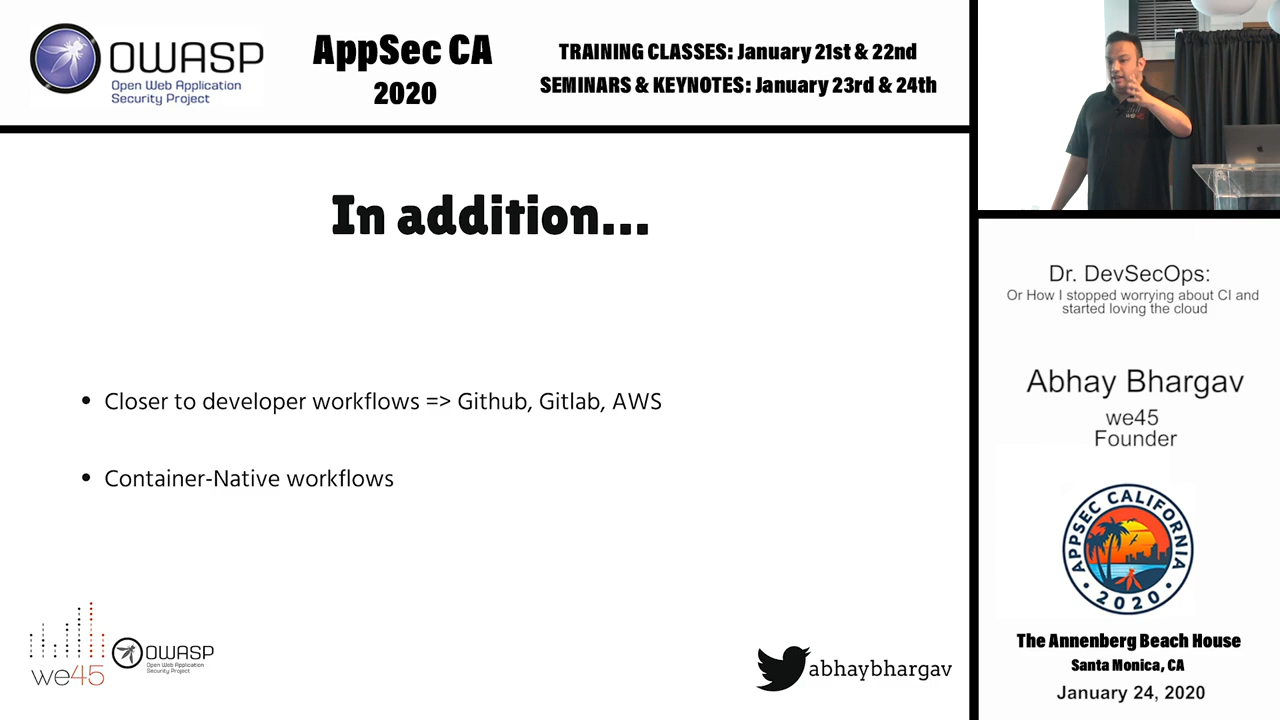 OWASP
Open Web Application
Security Project
AppSec CA
2020
TRAINING CLASSES: January 21st & 22nd
SEMINARS & KEYNOTES: January 23rd & 24th
In addition...
• Closer to developer workflows => Github, Gitlab, AWS
• Container-Native workflows
we45
OWASP
Open Web Application
Security Project
abhaybhargav
we45
Dr. DevSecOps:
Or How I stopped worrying about CI and
started loving the cloud
Abhay Bhargav
we45
Founder
APPSEC CALIFORNIA
• 2020 •
The Annenberg Beach House
Santa Monica, CA
January 24, 2020